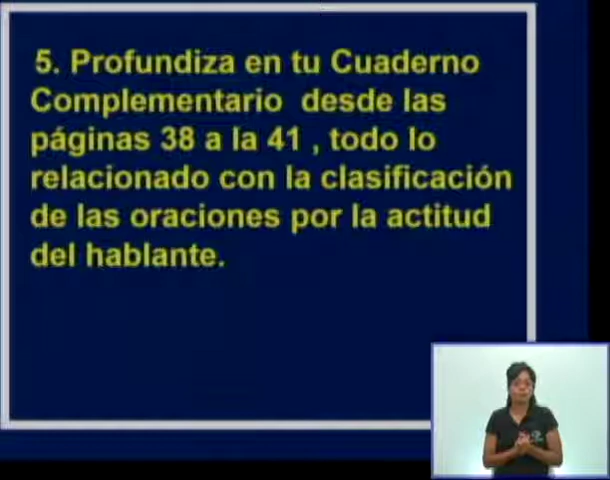 5. Profundiza en tu Cuaderno
Complementario desde las
páginas 38 a la 41 , todo lo
relacionado con la clasificación
de las oraciones por la actitud
del hablante.